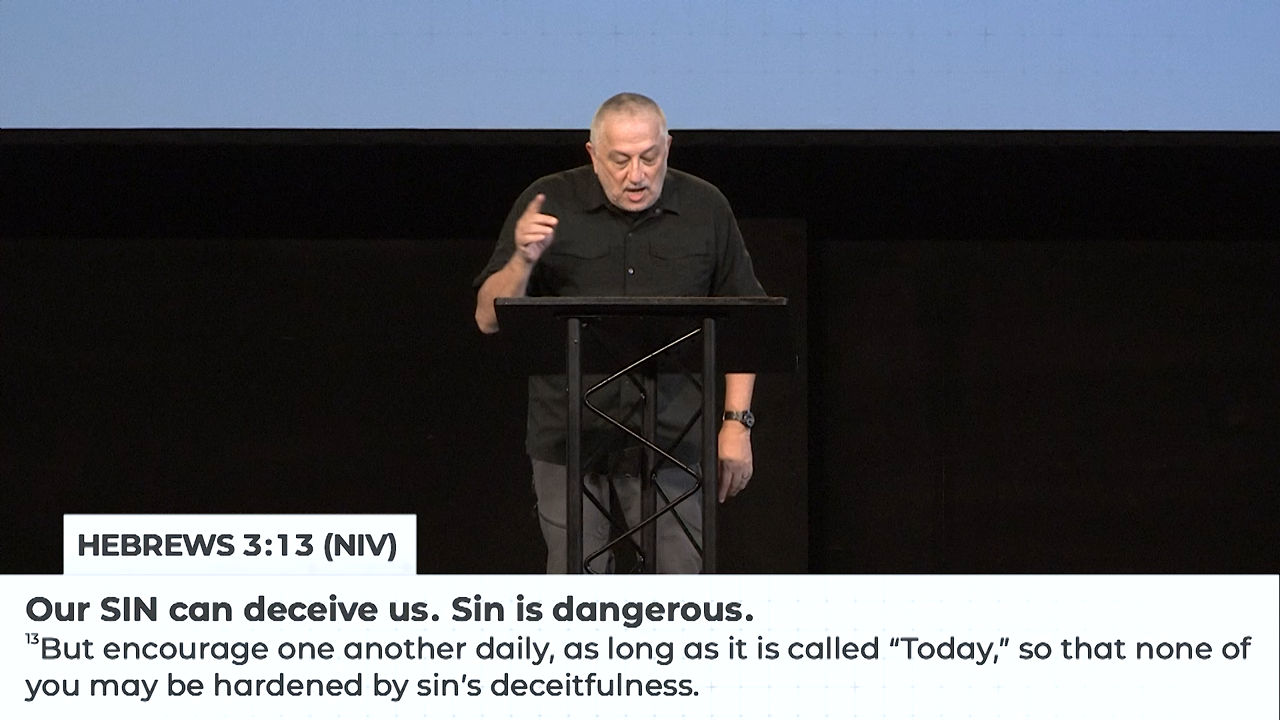 HEBREWS 3:13 (NIV)
Our SIN can deceive us. Sin is dangerous.
¹³But encourage one another daily, as long as it is called “Today,” so that none of
you may be hardened by sin’s deceitfulness.